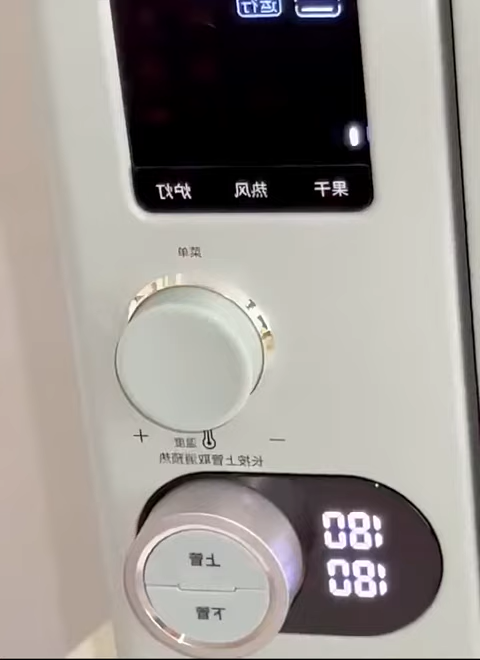 运行
果干 热风 炉灯
菜单
− 温度 +
长按上管取消预热
上管
下管
180
180